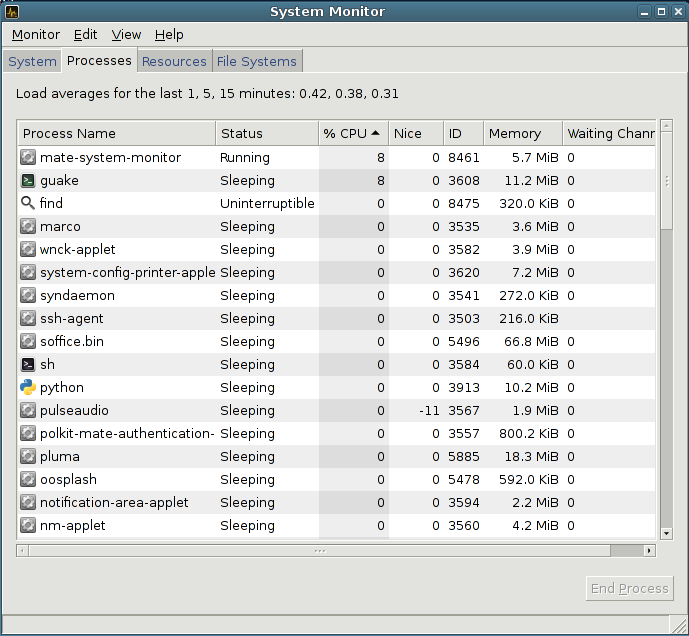 System Monitor
Monitor Edit View Help
System Processes Resources File Systems
Load averages for the last 1, 5, 15 minutes: 0.42, 0.38, 0.31
Process Name Status % CPU Nice ID Memory Waiting Chann
mate-system-monitor Running 8 0 8461 5.7 MiB 0
guake Sleeping 8 0 3608 11.2 MiB 0
find Uninterruptible 0 0 8475 320.0 KiB 0
marco Sleeping 0 0 3535 3.6 MiB 0
wnck-applet Sleeping 0 0 3582 3.9 MiB 0
system-config-printer-apple Sleeping 0 0 3620 7.2 MiB 0
syndaemon Sleeping 0 0 3541 272.0 KiB 0
ssh-agent Sleeping 0 0 3503 216.0 KiB
soffice.bin Sleeping 0 0 5496 66.8 MiB 0
sh Sleeping 0 0 3584 60.0 KiB 0
python Sleeping 0 0 3913 10.2 MiB 0
pulseaudio Sleeping 0 -11 3567 1.9 MiB 0
polkit-mate-authentication- Sleeping 0 0 3557 800.2 KiB 0
pluma Sleeping 0 0 5885 18.3 MiB 0
oosplash Sleeping 0 0 5478 592.0 KiB 0
notification-area-applet Sleeping 0 0 3594 2.2 MiB 0
nm-applet Sleeping 0 0 3560 4.2 MiB 0
End Process